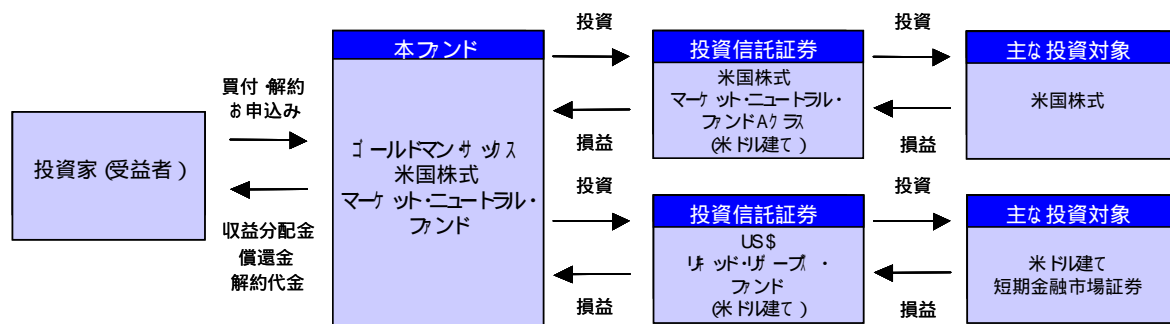 投資家 (受益者 )
買付・解約
お申込み
収益分配金
償還金
解約代金
本ファンド
ゴールドマンサックス
米国株式
マーケット・ニュートラル・
ファンド
投資
損益
投資
損益
投資信託証券
米国株式
マーケット・ニュートラル・
ファンドAクラス
(米ドル建て )
投資信託証券
US$
リキッド・リザーブズ・
ファンド
(米ドル建て )
投資
損益
投資
損益
主な投資対象
米国株式
主な投資対象
米ドル建て
短期金融市場証券